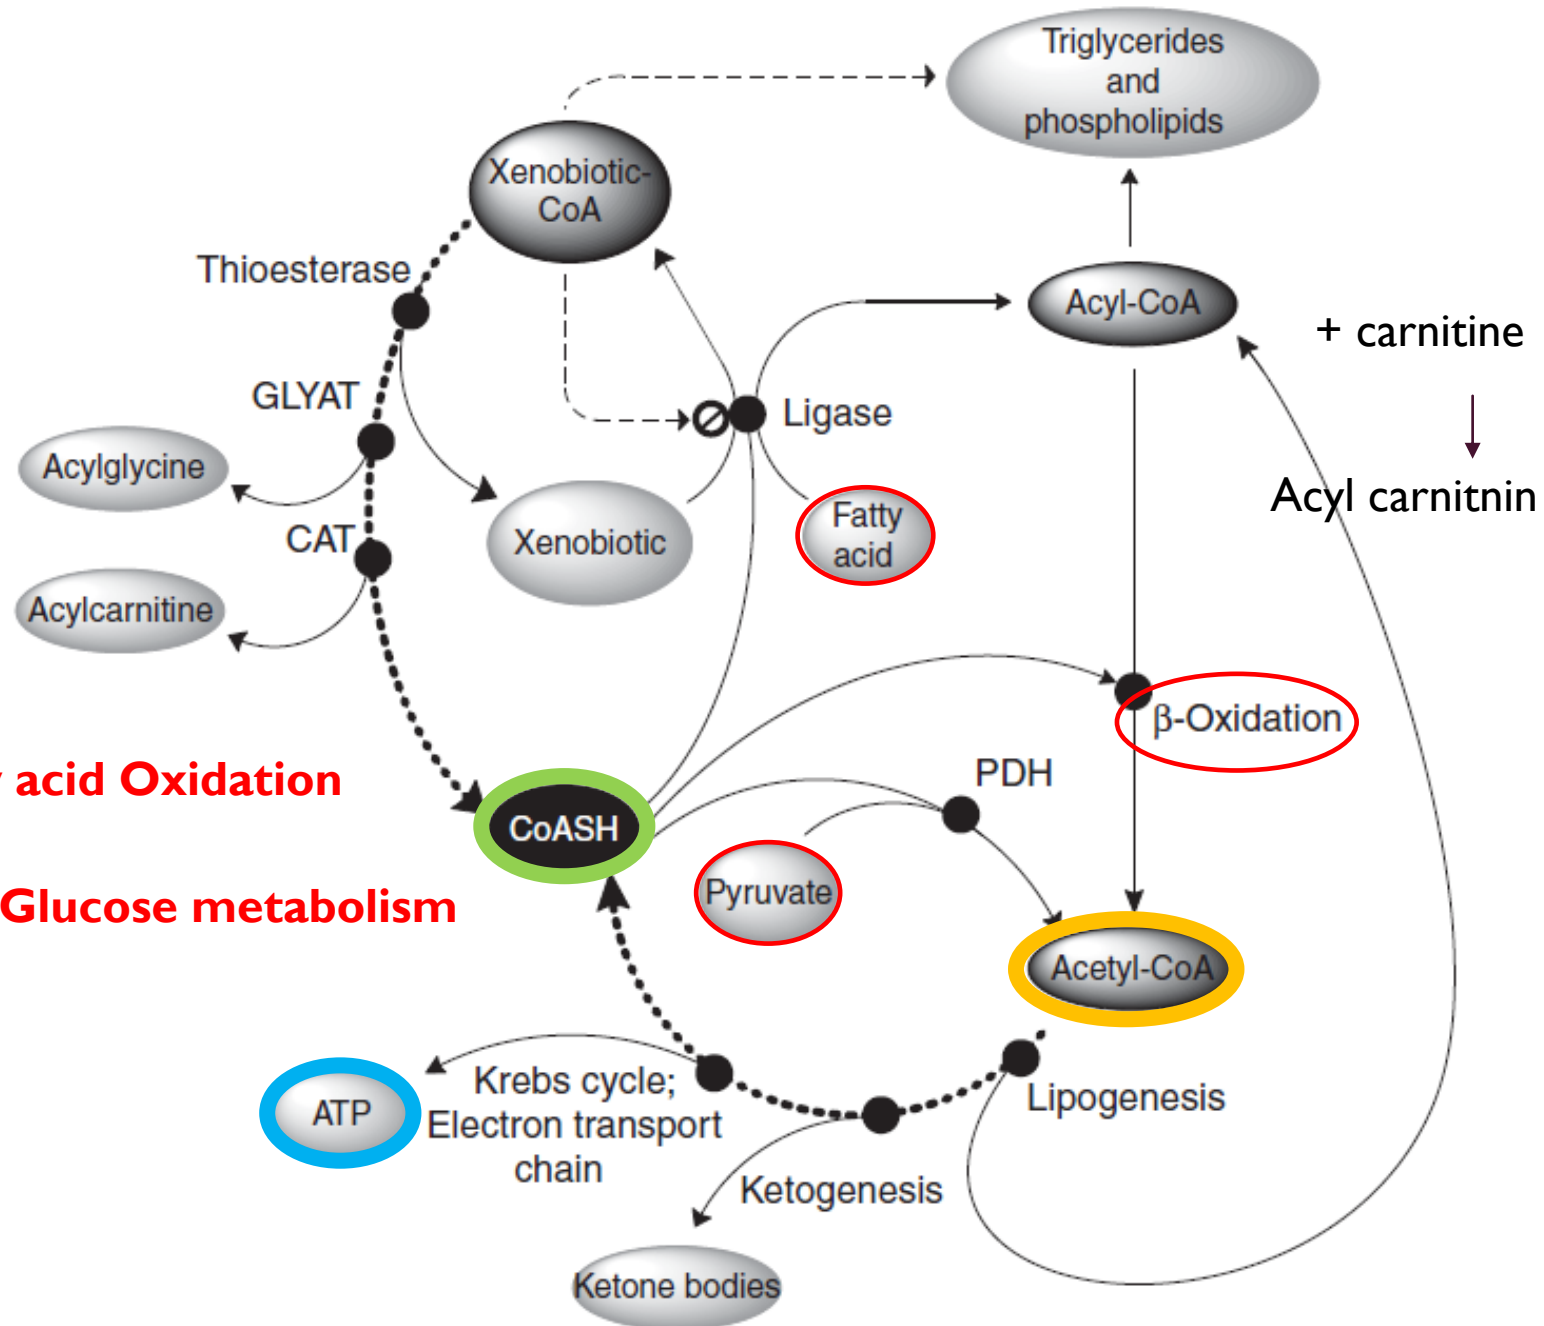 Triglycerides
and
phospholipids
Xenobiotic-
CoA
Thioesterase
Acyl-CoA
+ carnitine
GLYAT
Ligase
Acylglycine
Fatty
acid
Acyl carnitnin
CAT
Xenobiotic
Acylcarnitine
β-Oxidation
acid Oxidation
PDH
CoASH
Pyruvate
Glucose metabolism
Acetyl-CoA
Krebs cycle;
Electron transport
chain
ATP
Lipogenesis
Ketogenesis
Ketone bodies